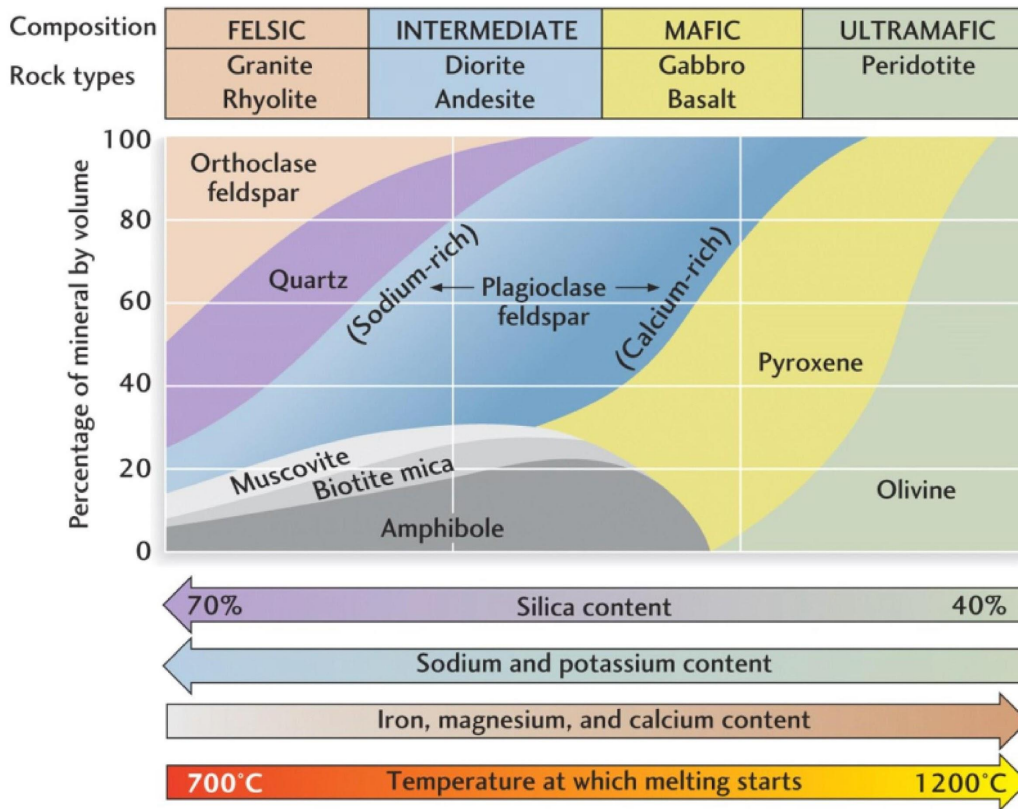 Composition FELSIC INTERMEDIATE MAFIC ULTRAMAFIC
Rock types Granite Diorite Gabbro Peridotite
Rhyolite Andesite Basalt
Percentage of mineral by volume
100
80
60
40
20
0
Orthoclase
feldspar
Quartz
(Sodium-rich)
Plagioclase
feldspar
(Calcium-rich)
Pyroxene
Muscovite
Biotite mica
Amphibole
Olivine
70% Silica content 40%
Sodium and potassium content
Iron, magnesium, and calcium content
700°C Temperature at which melting starts 1200°C